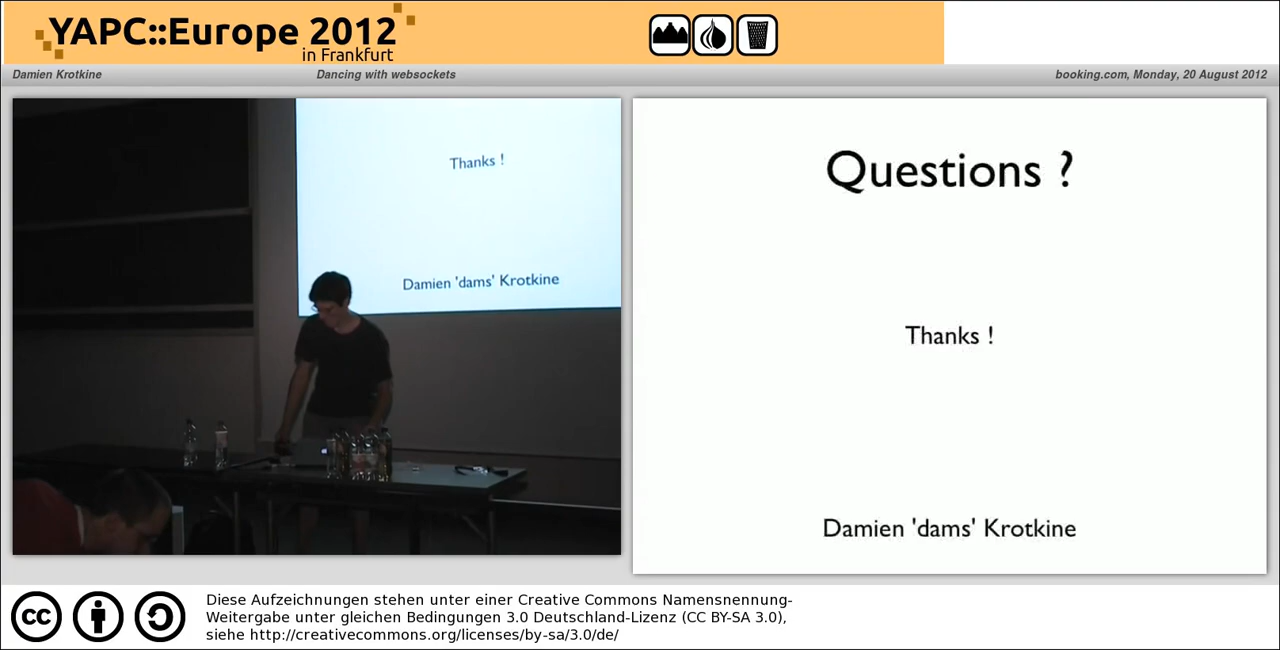 YAPC::Europe 2012
in Frankfurt
Damien Krotkine
Dancing with websockets
booking.com, Monday, 20 August 2012
Thanks !
Damien 'dams' Krotkine
Questions ?
Thanks !
Damien 'dams' Krotkine
cc
Diese Aufzeichnungen stehen unter einer Creative Commons Namensnennung-
Weitergabe unter gleichen Bedingungen 3.0 Deutschland-Lizenz (CC BY-SA 3.0),
siehe http://creativecommons.org/licenses/by-sa/3.0/de/